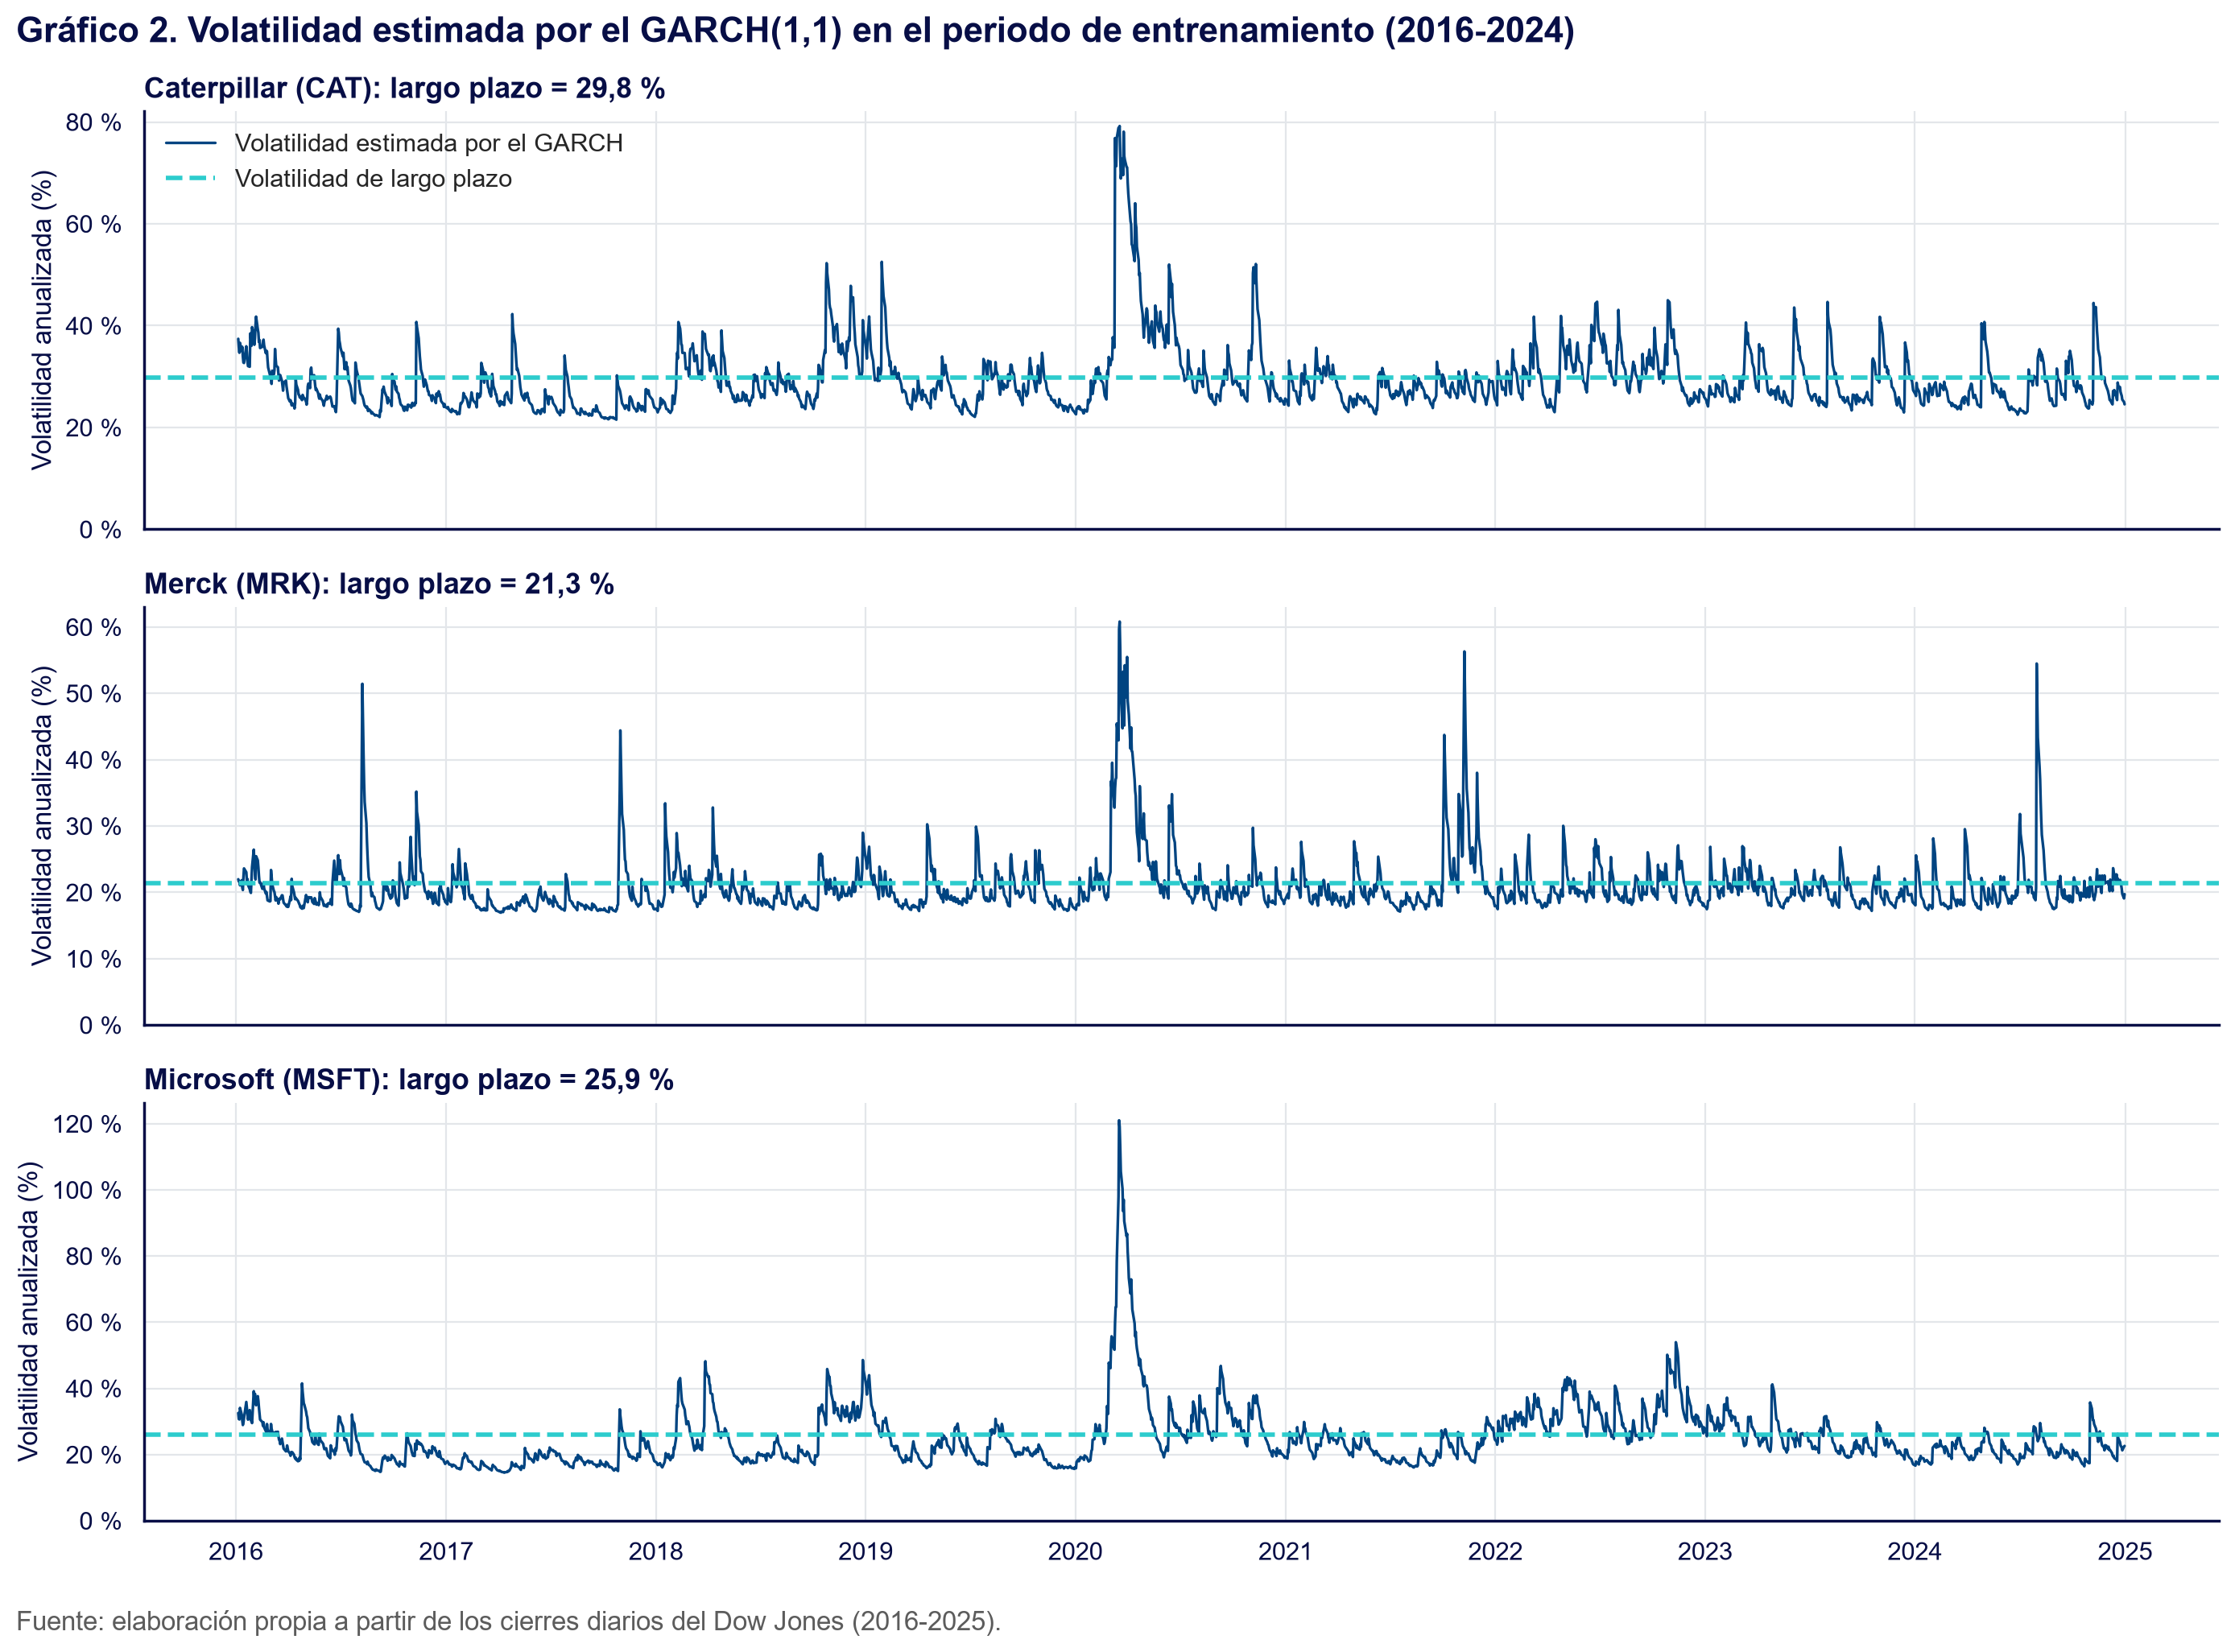 Gráfico 2. Volatilidad estimada por el GARCH(1,1) en el periodo de entrenamiento (2016-2024)
Caterpillar (CAT): largo plazo = 29,8 %
Volatilidad anualizada (%)
80 %
60 %
40 %
20 %
0 %
Volatilidad estimada por el GARCH
Volatilidad de largo plazo
Merck (MRK): largo plazo = 21,3 %
Volatilidad anualizada (%)
60 %
50 %
40 %
30 %
20 %
10 %
0 %
Microsoft (MSFT): largo plazo = 25,9 %
Volatilidad anualizada (%)
120 %
100 %
80 %
60 %
40 %
20 %
0 %
2016 2017 2018 2019 2020 2021 2022 2023 2024 2025
Fuente: elaboración propia a partir de los cierres diarios del Dow Jones (2016-2025).